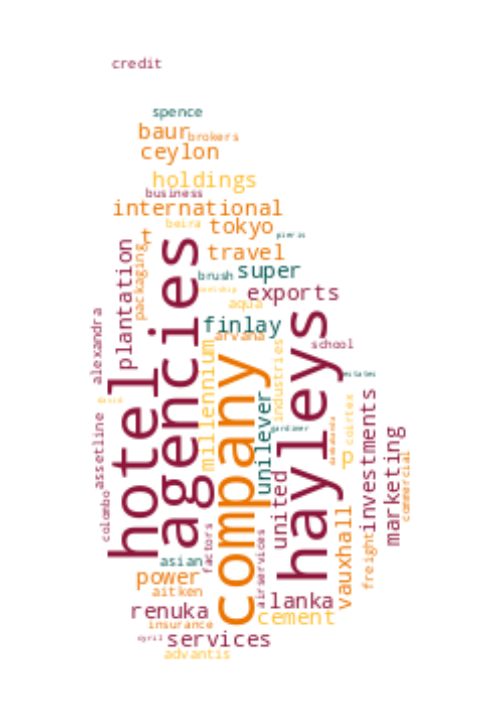 credit
spence
baur
brokers
ceylon
holdings
business
international
beira
tokyo
pieris
t
travel
super
brush
packaging
plantation
agencies
exports
aqua
finlay
arvana
school
alexandra
hotel
millennium
company
industries
hayleys
david
unilever
gardiner
estates
coirtex
p
investments
marketing
commercial
assetline
colombo
united
vauxhall
freight
factors
asian
airservices
power
aitken
renuka
lanka
cement
insurance
cyril
services
advantis